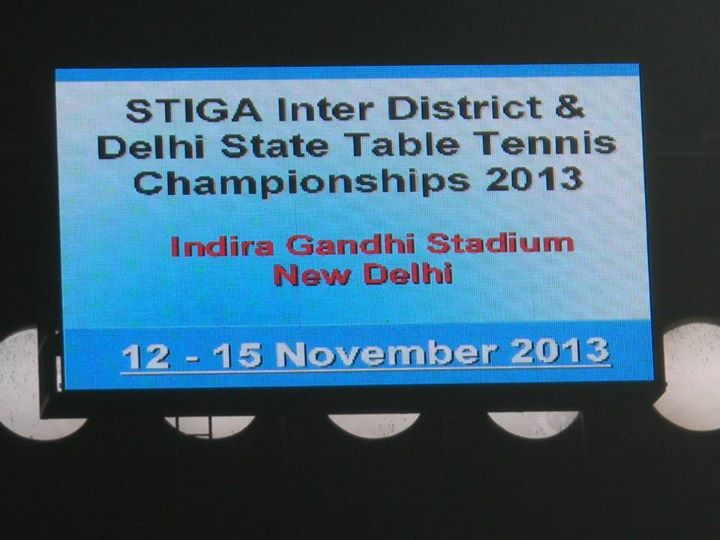 STIGA Inter District &
Delhi State Table Tennis
Championships 2013
Indira Gandhi Stadium
New Delhi
12 - 15 November 2013